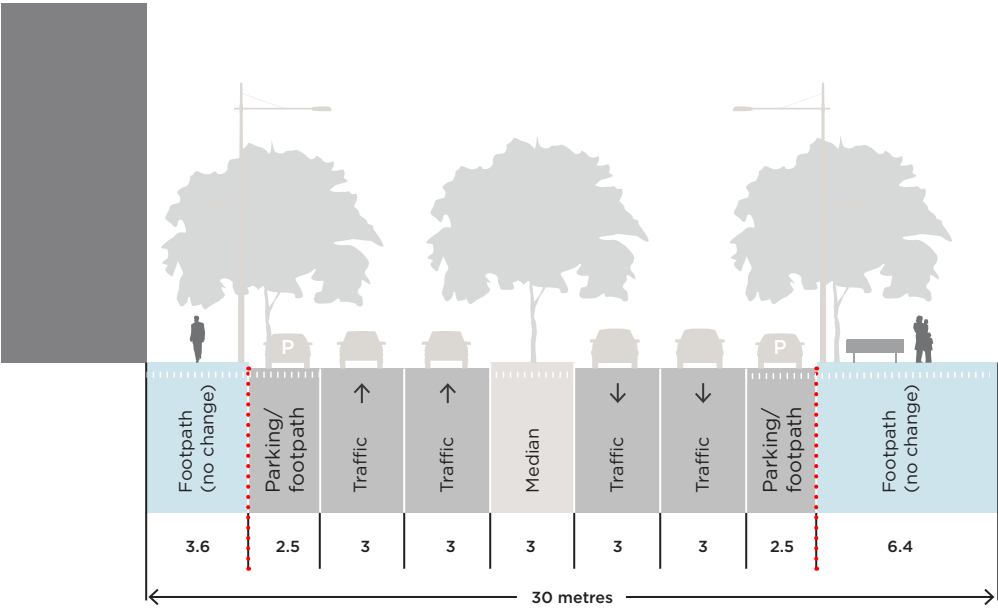 P
P
Footpath
(no change)
Parking/
footpath
Traffic
Traffic
Median
Traffic
Traffic
Parking/
footpath
Footpath
(no change)
3.6
2.5
3
3
3
3
3
2.5
6.4
30 metres